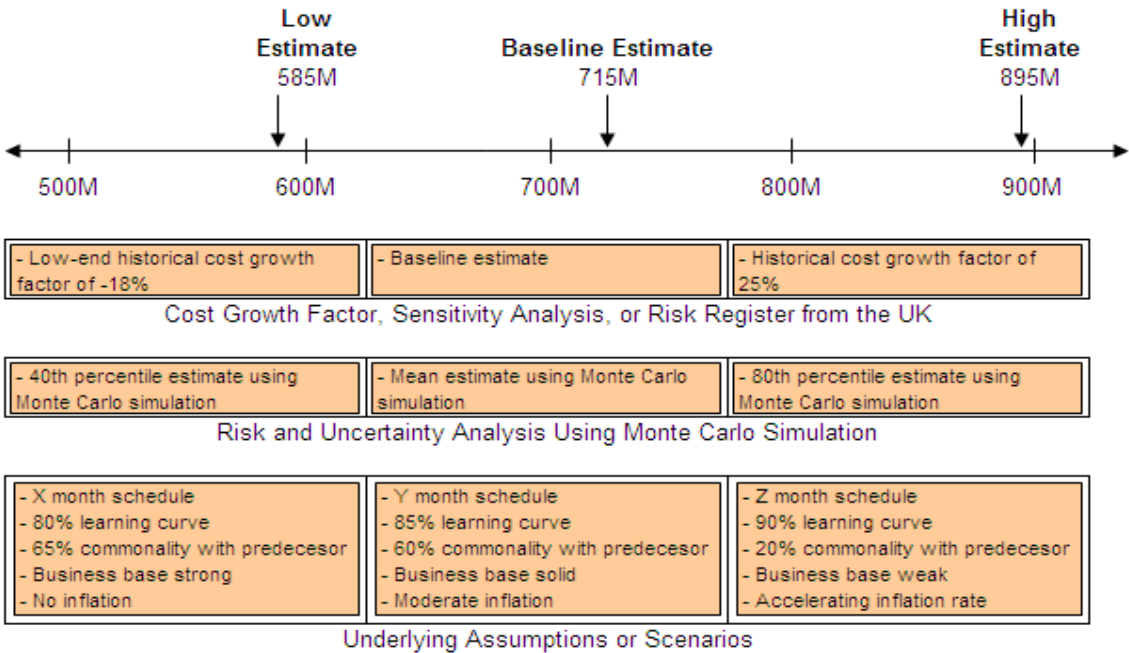 Low
Estimate
585M
Baseline Estimate
715M
High
Estimate
895M
500M
600M
700M
800M
900M
- Low-end historical cost growth
factor of -18%
- Baseline estimate
- Historical cost growth factor of
25%
Cost Growth Factor, Sensitivity Analysis, or Risk Register from the UK
- 40th percentile estimate using
Monte Carlo simulation
- Mean estimate using Monte Carlo
simulation
- 80th percentile estimate using
Monte Carlo simulation
Risk and Uncertainty Analysis Using Monte Carlo Simulation
- X month schedule
- 80% learning curve
- 65% commonality with predecesor
- Business base strong
- No inflation
- Y month schedule
- 85% learning curve
- 60% commonality with predecesor
- Business base solid
- Moderate inflation
- Z month schedule
- 90% learning curve
- 20% commonality with predecesor
- Business base weak
- Accelerating inflation rate
Underlying Assumptions or Scenarios